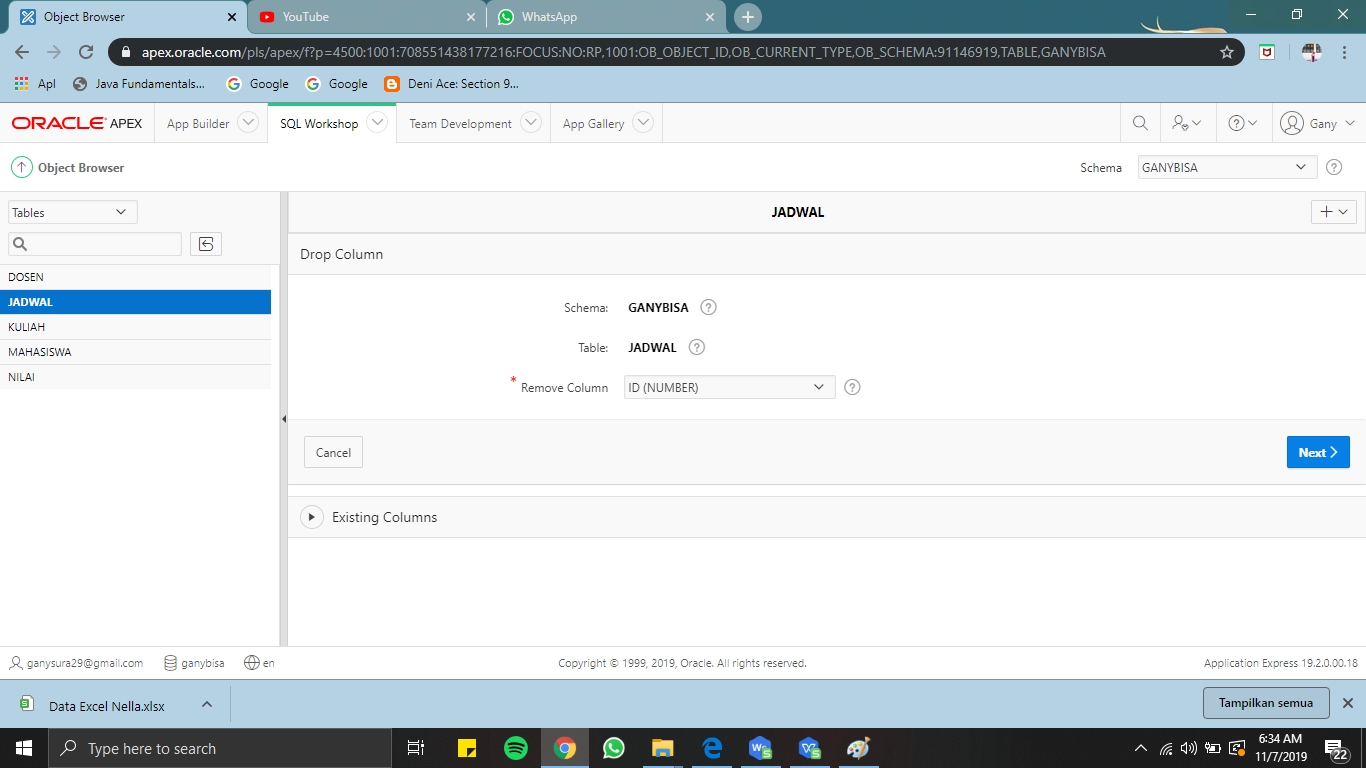 Object Browser
YouTube
WhatsApp
apex.oracle.com/pls/apex/f?p=4500:1001:708551438177216:FOCUS:NO:RP,1001:OB_OBJECT_ID,OB_CURRENT_TYPE,OB_SCHEMA:91146919,TABLE,GANYBISA
Apl
Java Fundamentals...
Google
Google
Deni Ace: Section 9...
ORACLE APEX
App Builder
SQL Workshop
Team Development
App Gallery
Gany
Object Browser
Schema
GANYBISA
Tables
JADWAL
Drop Column
DOSEN
JADWAL
KULIAH
MAHASISWA
NILAI
Schema: GANYBISA
Table: JADWAL
* Remove Column ID (NUMBER)
Cancel
Next
Existing Columns
ganysura29@gmail.com
ganybisa
en
Copyright © 1999, 2019, Oracle. All rights reserved.
Application Express 19.2.0.00.18
Data Excel Nella.xlsx
Tampilkan semua
Type here to search
6:34 AM
11/7/2019
22